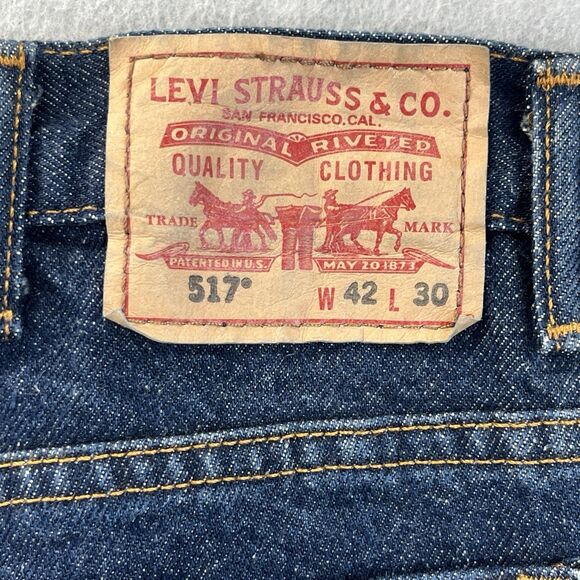 LEVI STRAUSS & CO.
SAN FRANCISCO, CAL.
ORIGINAL RIVETED
QUALITY CLOTHING
TRADE MARK
PATENTED IN U.S. MAY 20 1873
517® W 42 L 30